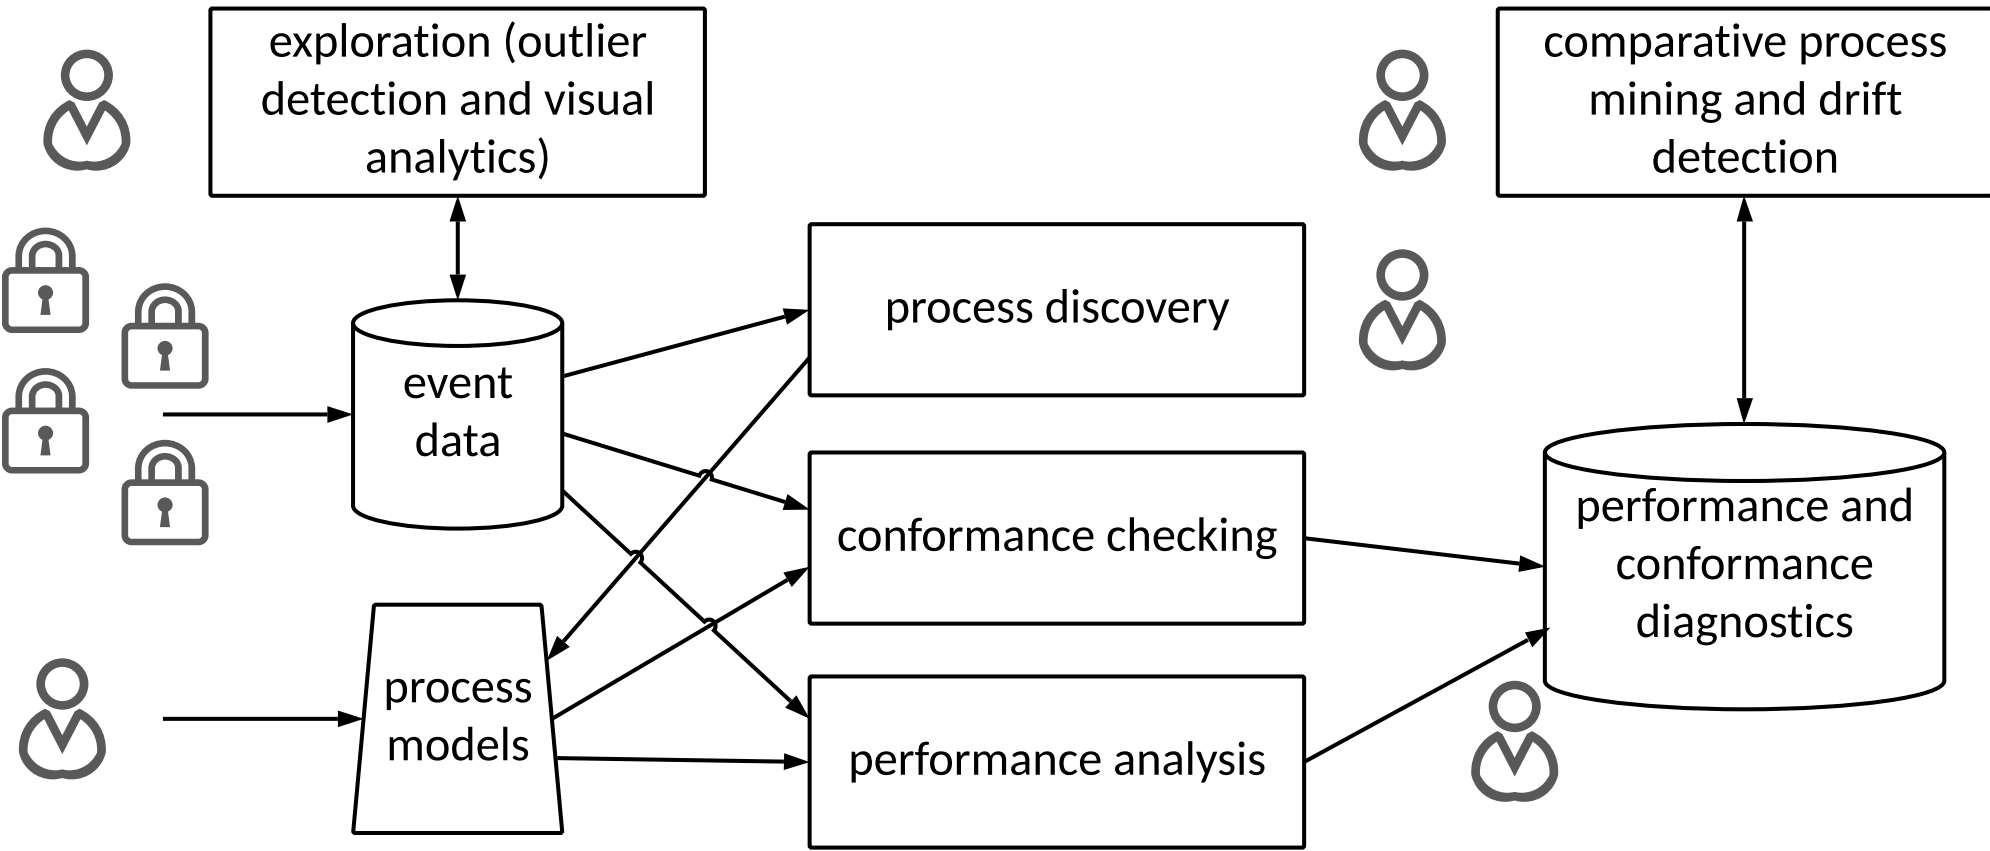 exploration (outlier
detection and visual
analytics)
comparative process
mining and drift
detection
process discovery
event
data
conformance checking
performance and
conformance
diagnostics
process
models
performance analysis